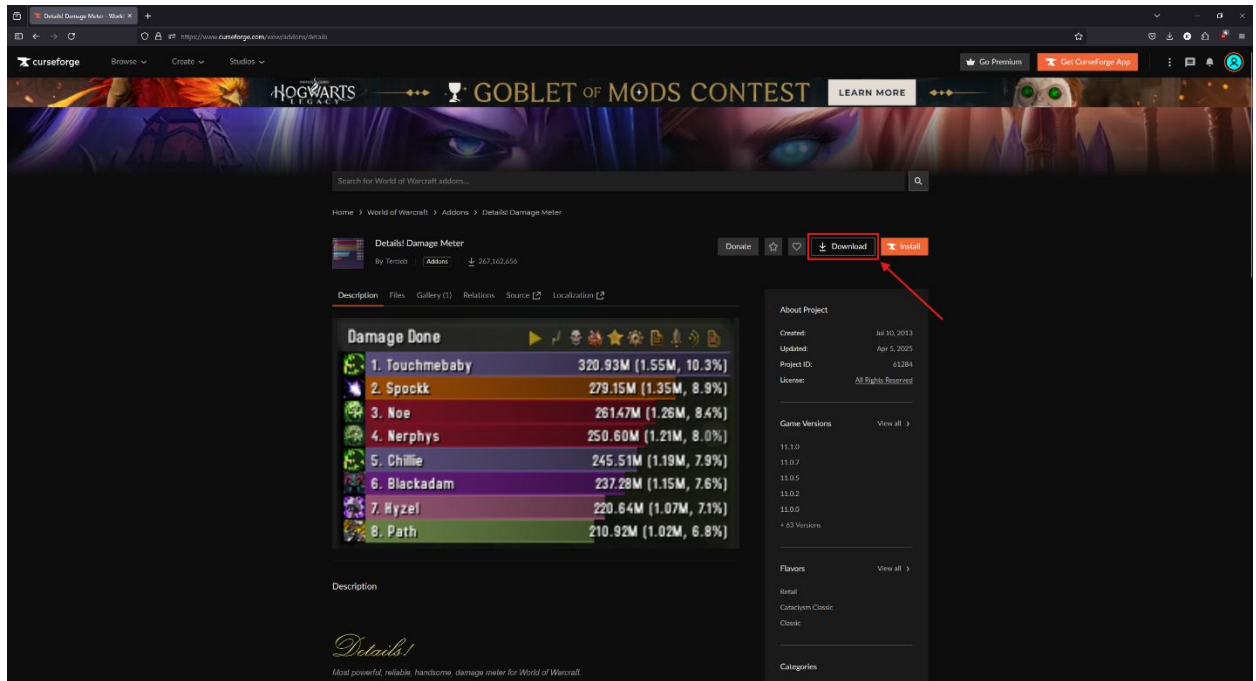 Details! Damage Meter - World
https://www.curseforge.com/wow/addons/details
curseforge Browse Create Studios Go Premium Get CurseForge App
HOGWARTS LEGACY GOBLET OF MODS CONTEST LEARN MORE
Search for World of Warcraft addons...
Home > World of Warcraft > Addons > Details! Damage Meter
Details! Damage Meter
Donate Download Install
By Terciob Addons 267,162,656
Description Files Gallery (1) Relations Source Localization
Damage Done
1. Touchmebaby 320.93M (1.55M, 10.3%)
2. Spockk 279.15M (1.35M, 8.9%)
3. Noe 261.47M (1.26M, 8.4%)
4. Nerphys 250.60M (1.21M, 8.0%)
5. Chillie 245.51M (1.19M, 7.9%)
6. Blackadam 237.28M (1.15M, 7.6%)
7. Hyzel 220.64M (1.07M, 7.1%)
8. Path 210.92M (1.02M, 6.8%)
Description
Details!
Most powerful, reliable, handsome, damage meter for World of Warcraft.
About Project
Created: Jul 10, 2013
Updated: Apr 5, 2025
Project ID: 61284
License: All Rights Reserved
Game Versions View all >
11.1.0
11.0.7
11.0.5
11.0.2
11.0.0
+ 63 Versions
Flavors View all >
Retail
Cataclysm Classic
Classic
Categories